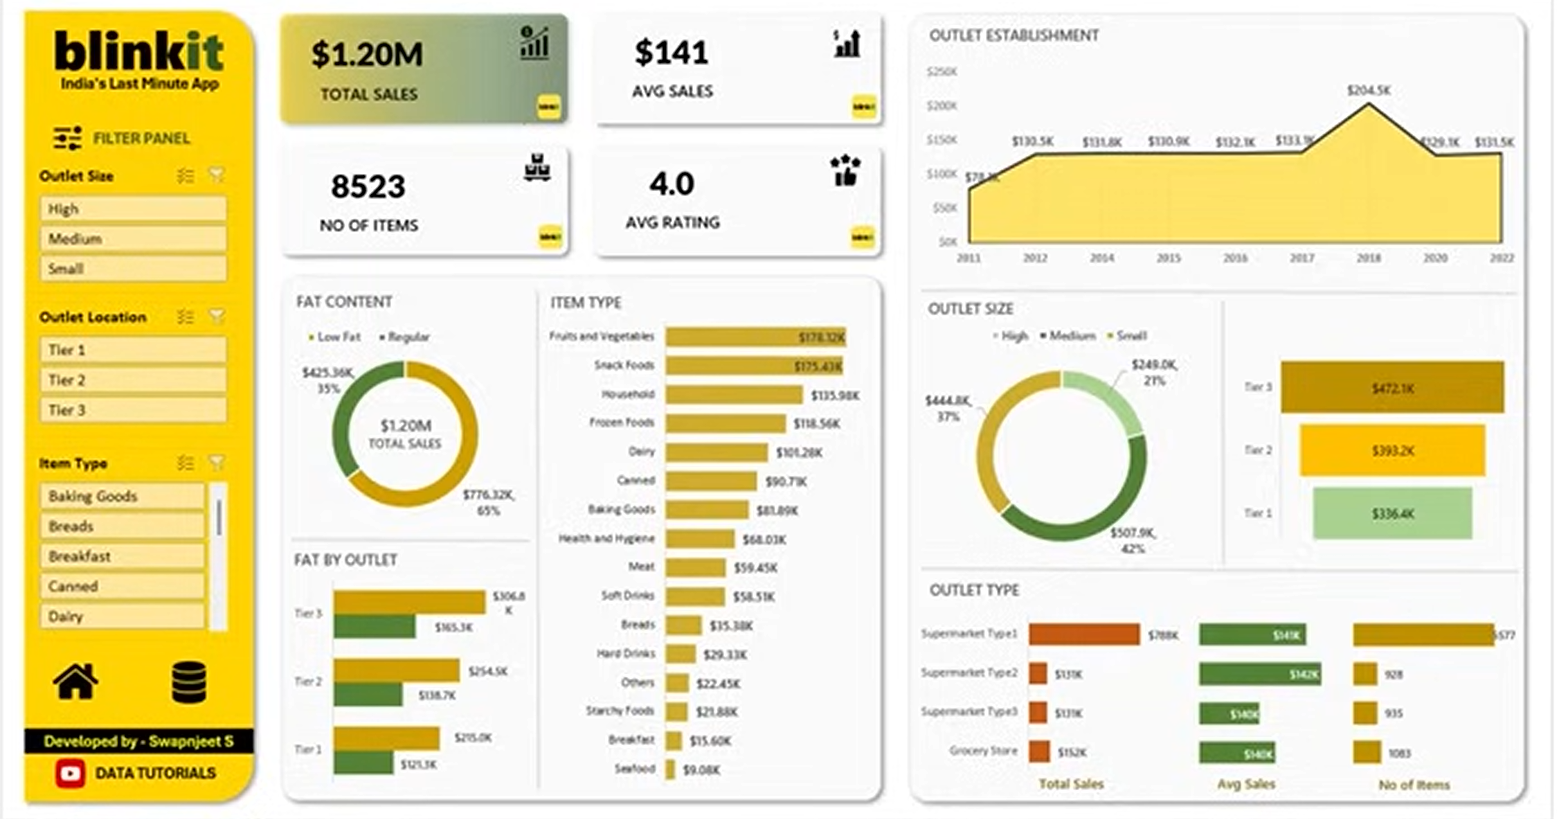 blinkit
India's Last Minute App
FILTER PANEL
Outlet Size
High
Medium
Small
Outlet Location
Tier 1
Tier 2
Tier 3
Item Type
Baking Goods
Breads
Breakfast
Canned
Dairy
Developed by - Swapnjeet S
DATA TUTORIALS
$1.20M
TOTAL SALES
$141
AVG SALES
8523
NO OF ITEMS
4.0
AVG RATING
FAT CONTENT
Low Fat Regular
$425.36K,
35%
$1.20M
TOTAL SALES
$776.32K,
65%
FAT BY OUTLET
Tier 3
$306.8
K
$165.3K
Tier 2
$254.5K
$138.7K
Tier 1
$215.0K
$121.3K
ITEM TYPE
Fruits and Vegetables $178.12K
Snack Foods $175.43K
Household $135.98K
Frozen Foods $118.56K
Dairy $101.28K
Canned $90.71K
Baking Goods $81.89K
Health and Hygiene $68.03K
Meat $59.45K
Soft Drinks $58.51K
Breads $35.38K
Hard Drinks $29.33K
Others $22.45K
Starchy Foods $21.88K
Breakfast $15.60K
Seafood $9.08K
OUTLET ESTABLISHMENT
$250K
$200K
$150K
$100K
$50K
$0K
$130.5K $131.8K $130.9K $132.1K $133.1K $204.5K $129.1K $131.5K
2011 2012 2014 2015 2016 2017 2018 2020 2022
OUTLET SIZE
High Medium Small
$249.0K,
21%
$444.8K,
37%
$507.9K,
42%
Tier 3 $472.1K
Tier 2 $393.2K
Tier 1 $336.4K
OUTLET TYPE
Supermarket Type1 $788K $141K
Supermarket Type2 $131K $142K 928
Supermarket Type3 $131K $140K 935
Grocery Store $152K $140K 1083
Total Sales Avg Sales No of Items